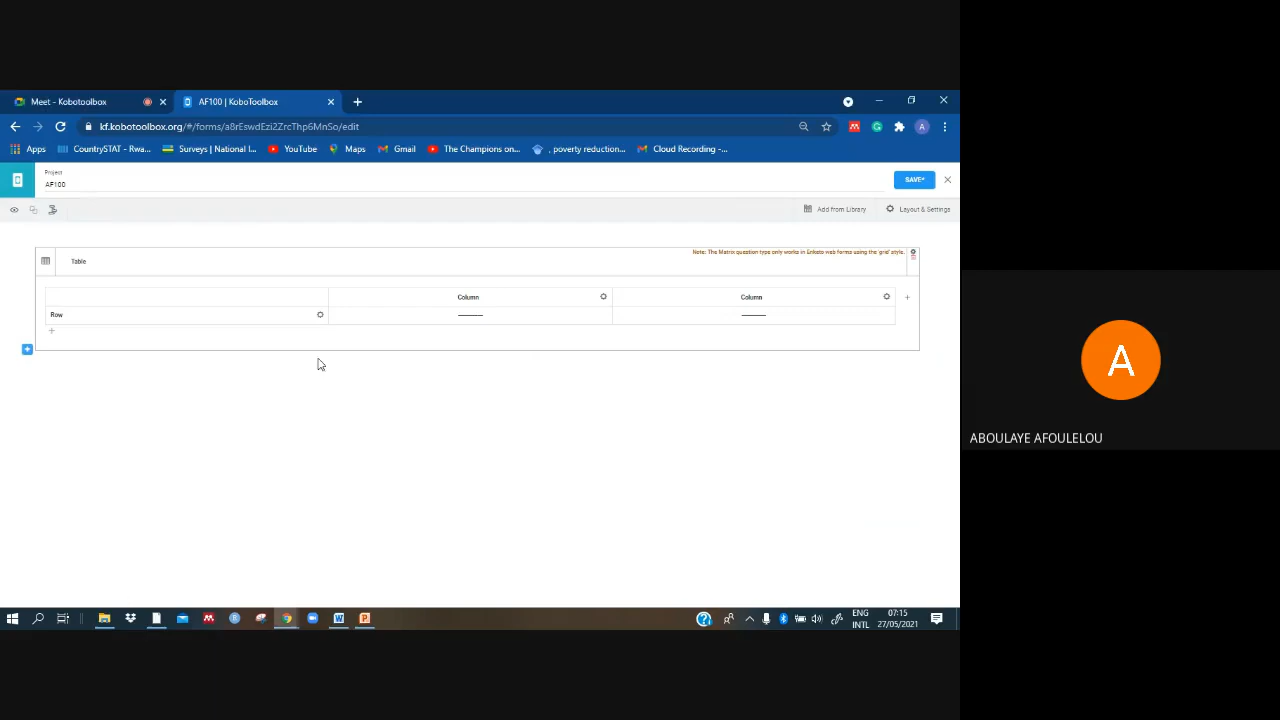 Meet - Kobotoolbox
AF100 | KoboToolbox
kf.kobotoolbox.org/#/forms/a8rEswdEzi2ZrcThp6MnSo/edit
A
Apps
CountrySTAT - Rwa...
Surveys | National I...
YouTube
Maps
Gmail
The Champions on...
, poverty reduction...
Cloud Recording -...
Project
AF100
SAVE*
Add from Library
Layout & Settings
Note: The Matrix question type only works in Enketo web forms using the 'grid' style.
Table
Column
Column
Row
A
ABOULAYE AFOULELOU
ENG
INTL
07:15
27/05/2021